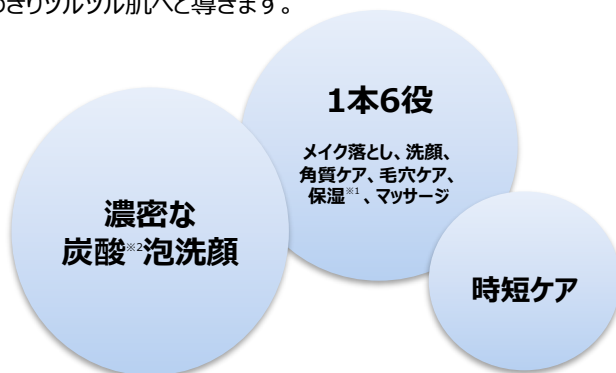 りツルツル肌へと導きます。
1本6役
メイク落とし、洗顔、
角質ケア、毛穴ケア、
保湿※1、マッサージ
濃密な
炭酸※2泡洗顔
時短ケア